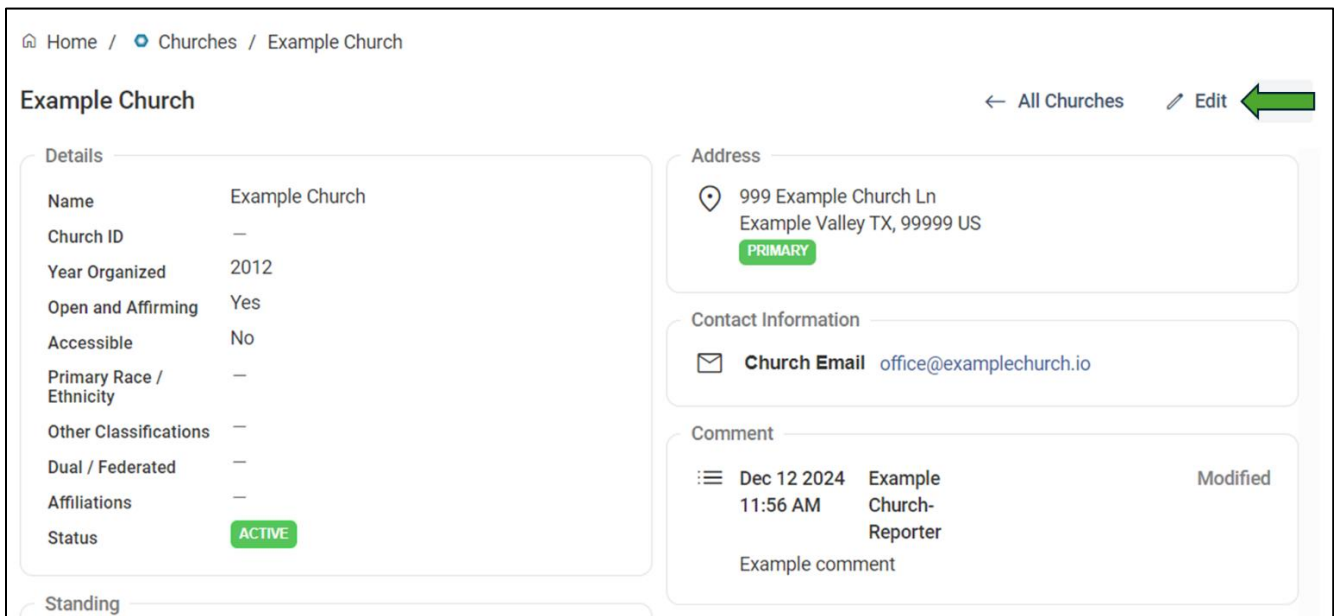 Home / Churches / Example Church
Example Church
← All Churches
Edit
Details
Name Example Church
Church ID —
Year Organized 2012
Open and Affirming Yes
Accessible No
Primary Race / —
Ethnicity
Other Classifications —
Dual / Federated —
Affiliations —
Status ACTIVE
Standing
Address
999 Example Church Ln
Example Valley TX, 99999 US
PRIMARY
Contact Information
Church Email office@examplechurch.io
Comment
Dec 12 2024 Example Modified
11:56 AM Church-
Reporter
Example comment